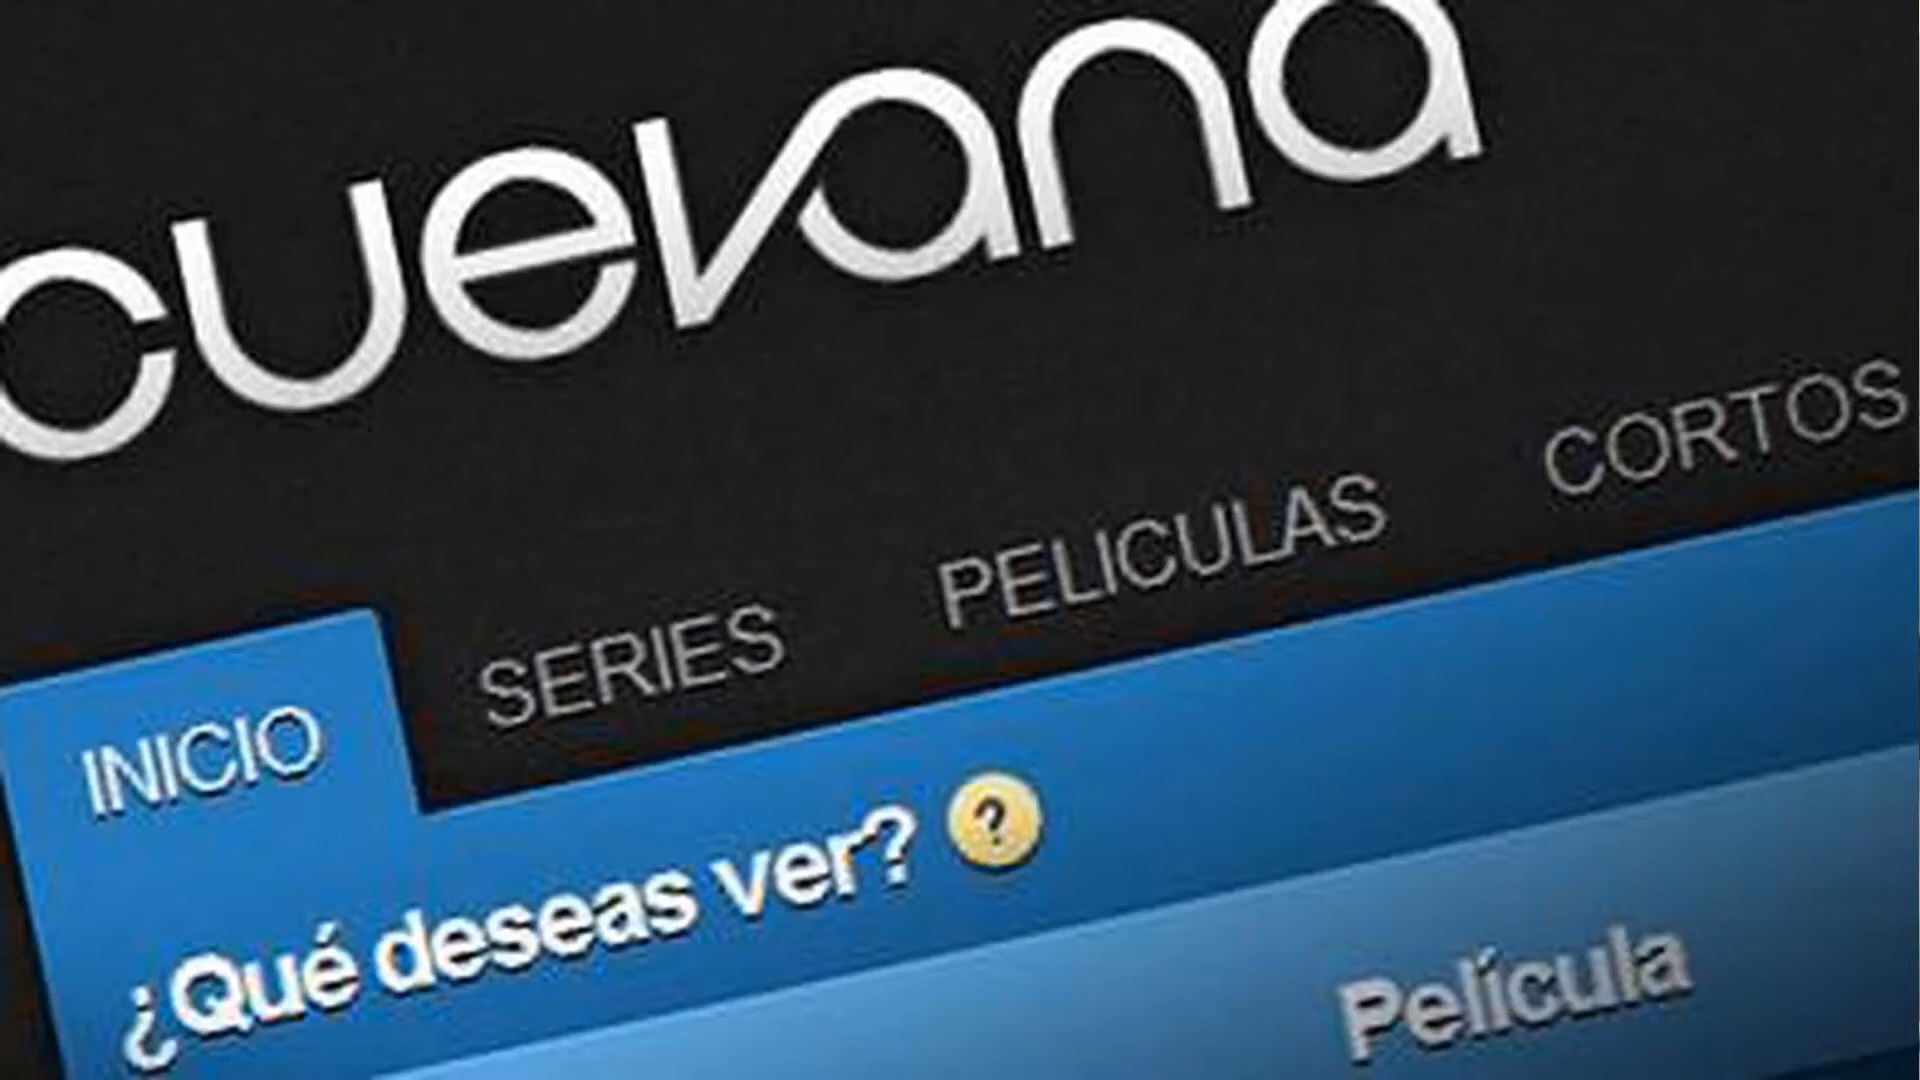 cuevana
INICIO SERIES PELICULAS CORTOS
¿Qué deseas ver? ?
Película